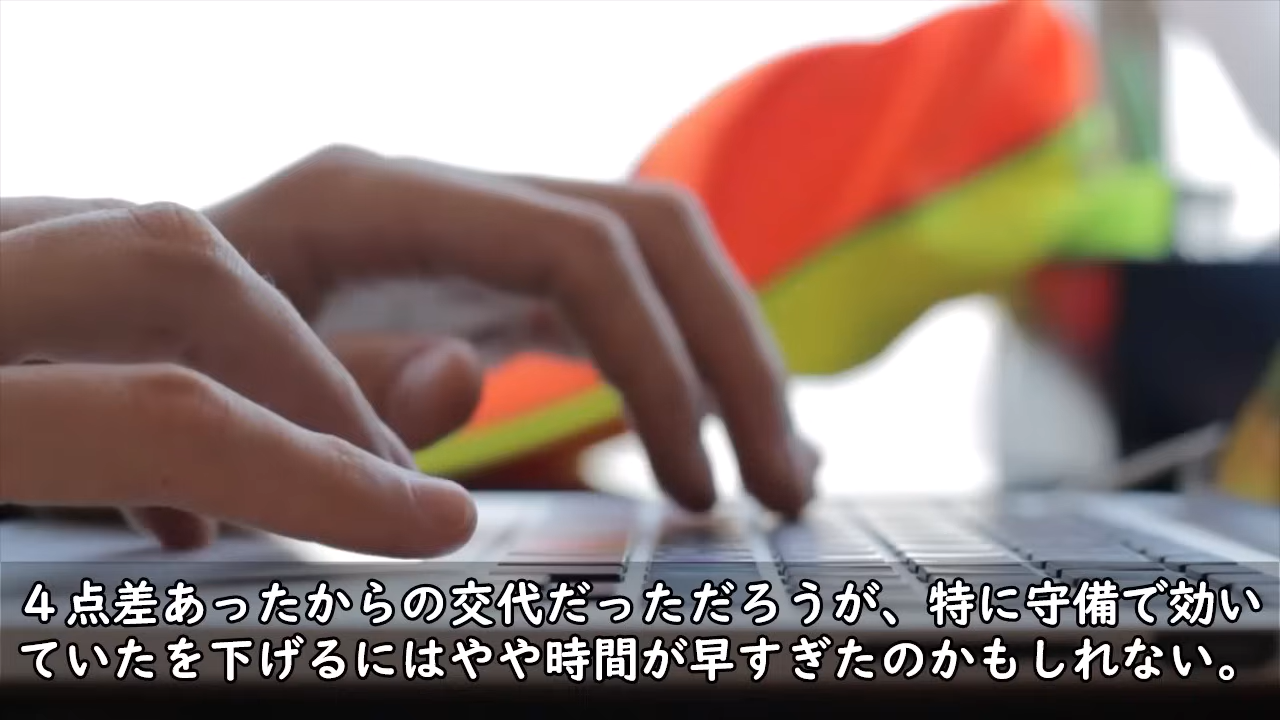 ４点差あったからの交代だっただろうが、特に守備で効い
ていたを下げるにはやや時間が早すぎたのかもしれない。